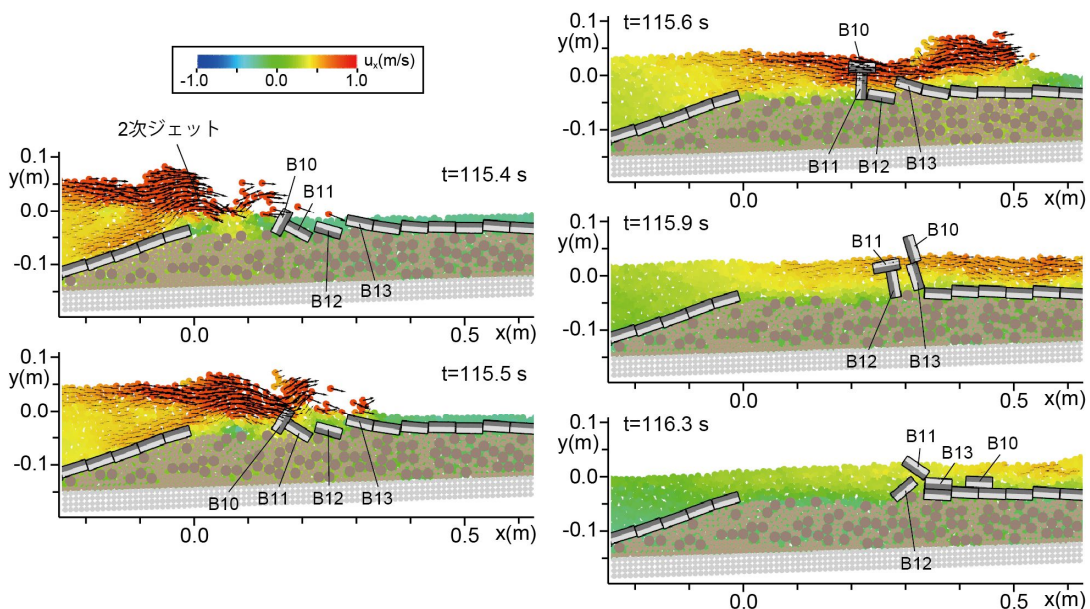 -1.0 0.0 1.0
uₓ(m/s)
2次ジェット
y(m)
0.1
0.0
-0.1
t=115.4 s
B10
B11
B12
B13
0.0 0.5 x(m)
y(m)
0.1
0.0
-0.1
t=115.5 s
B10
B11
B12
B13
0.0 0.5 x(m)
y(m)
0.1
0.0
-0.1
t=115.6 s
B10
B11
B12
B13
0.0 0.5 x(m)
y(m)
0.1
0.0
-0.1
t=115.9 s
B11
B10
B12
B13
0.0 0.5 x(m)
y(m)
0.1
0.0
-0.1
t=116.3 s
B11
B13
B10
B12
0.0 0.5 x(m)